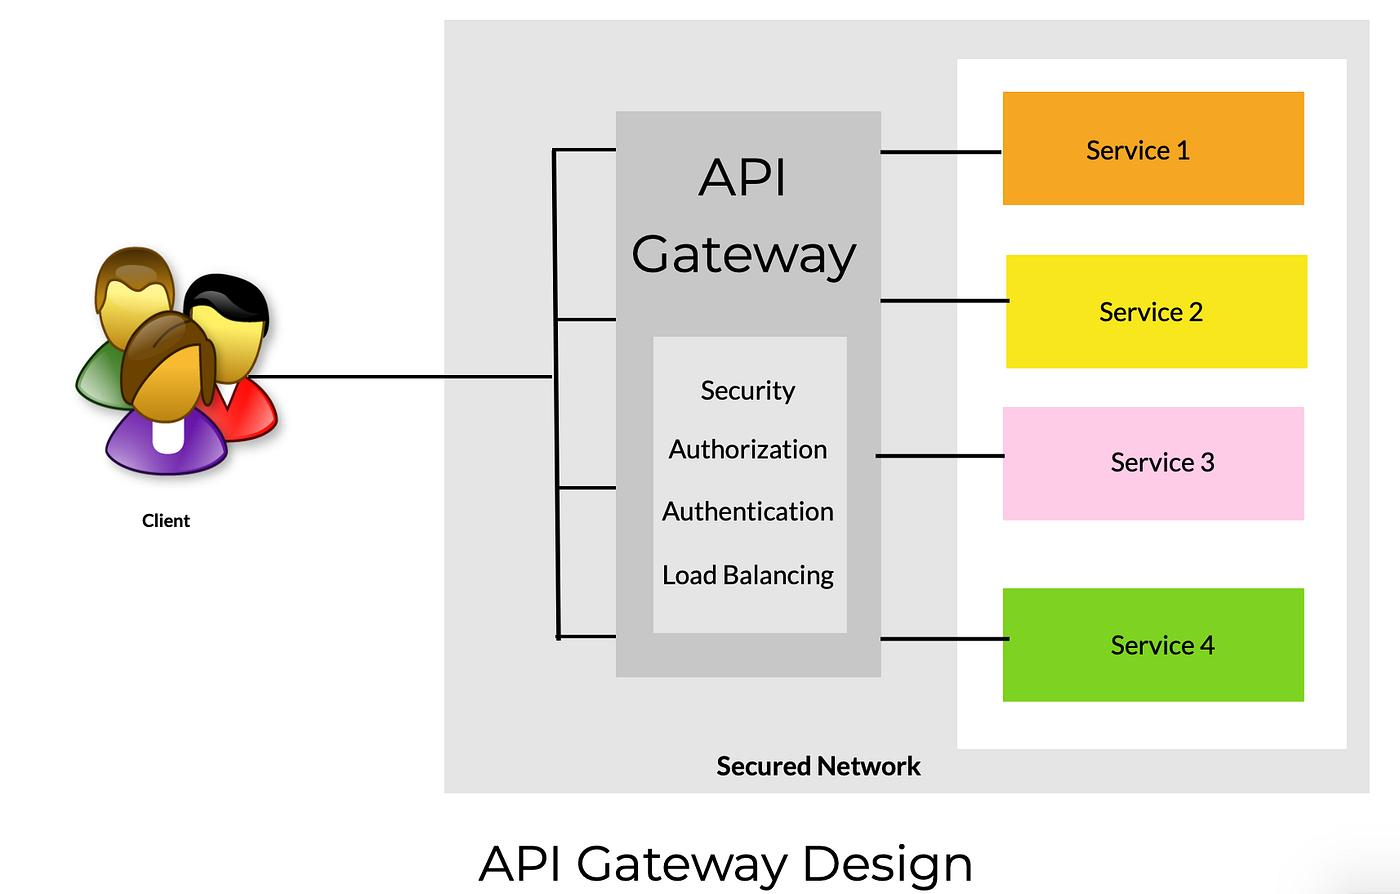 API
Gateway
Security
Authorization
Authentication
Load Balancing
Service 1
Service 2
Service 3
Service 4
Client
Secured Network
API Gateway Design